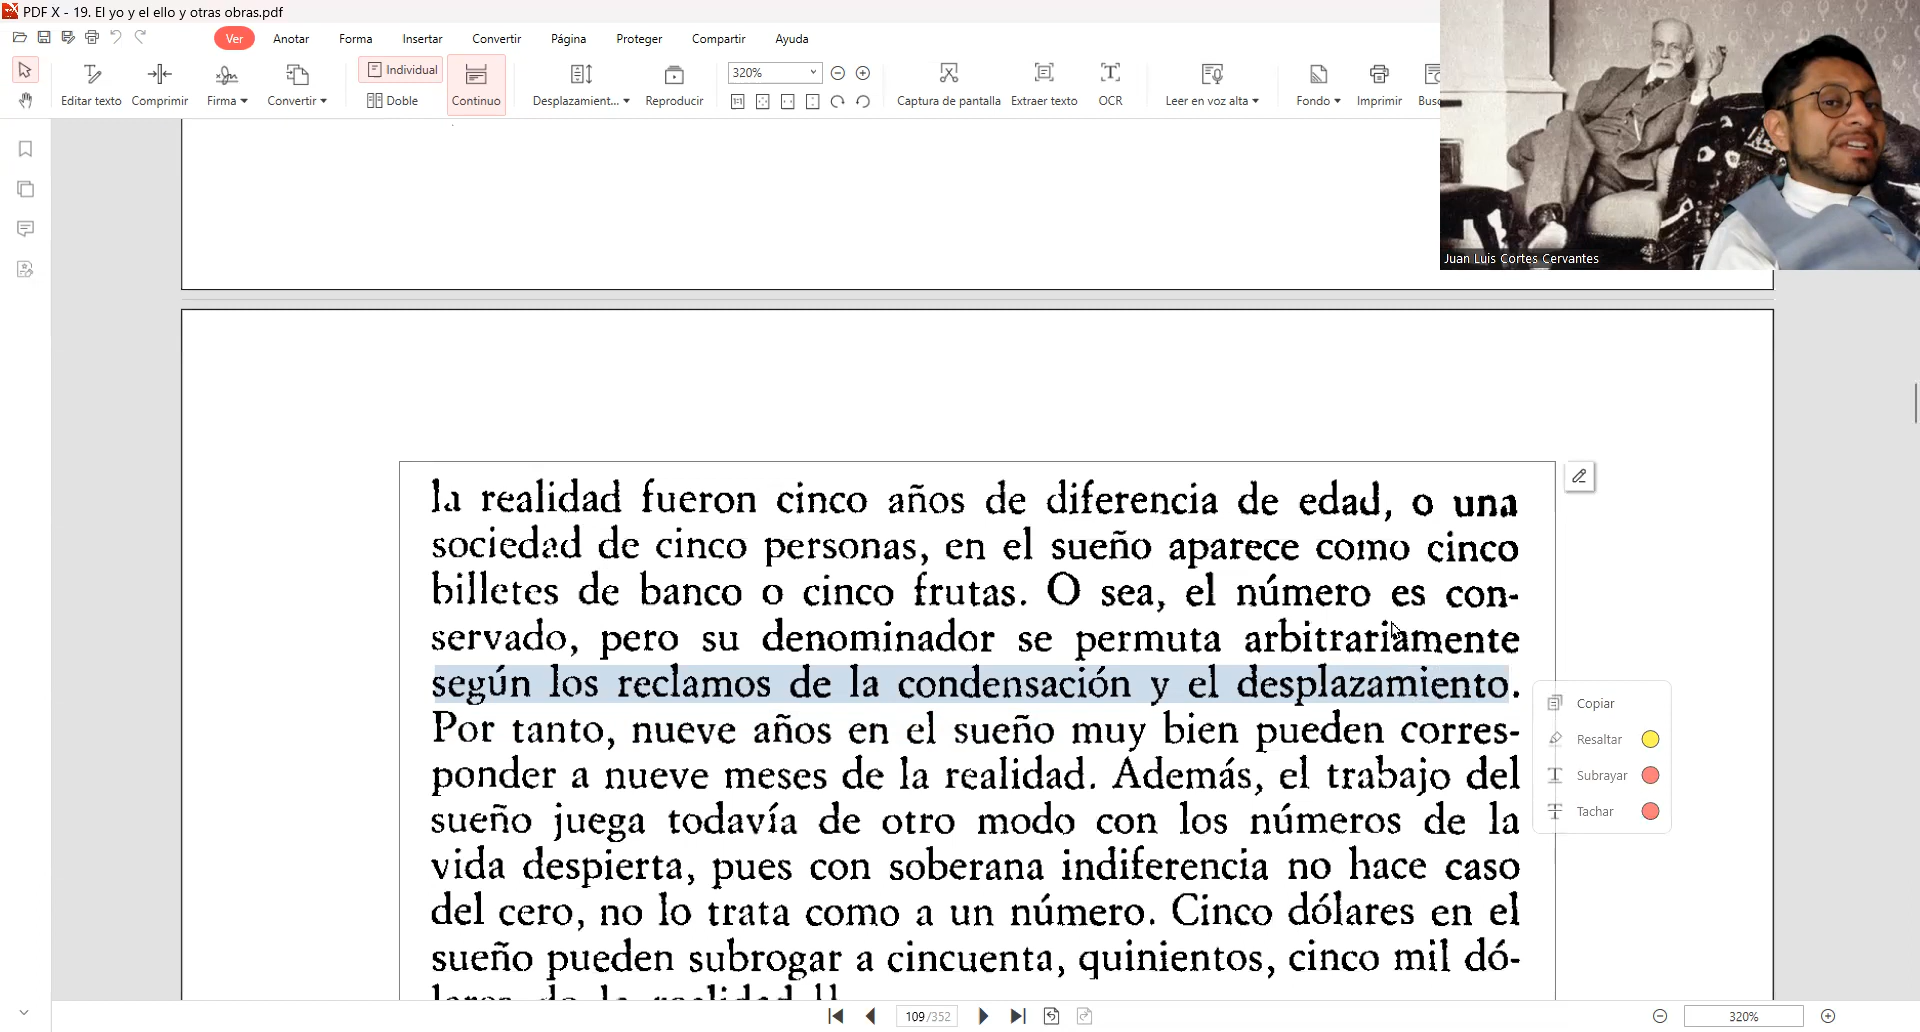 PDF X - 19. El yo y el ello y otras obras.pdf
Ver Anotar Forma Insertar Convertir Página Proteger Compartir Ayuda
Individual 320%
Editar texto Comprimir Firma Convertir Doble Continuo Desplazamient... Reproducir Captura de pantalla Extraer texto OCR Leer en voz alta Fondo Imprimir Busc
Juan Luis Cortes Cervantes
la realidad fueron cinco años de diferencia de edad, o una
sociedad de cinco personas, en el sueño aparece como cinco
billetes de banco o cinco frutas. O sea, el número es con-
servado, pero su denominador se permuta arbitrariamente
según los reclamos de la condensación y el desplazamiento.
Por tanto, nueve años en el sueño muy bien pueden corres-
ponder a nueve meses de la realidad. Además, el trabajo del
sueño juega todavía de otro modo con los números de la
vida despierta, pues con soberana indiferencia no hace caso
del cero, no lo trata como a un número. Cinco dólares en el
sueño pueden subrogar a cincuenta, quinientos, cinco mil dó-
Copiar
Resaltar
Subrayar
Tachar
109/352
320%